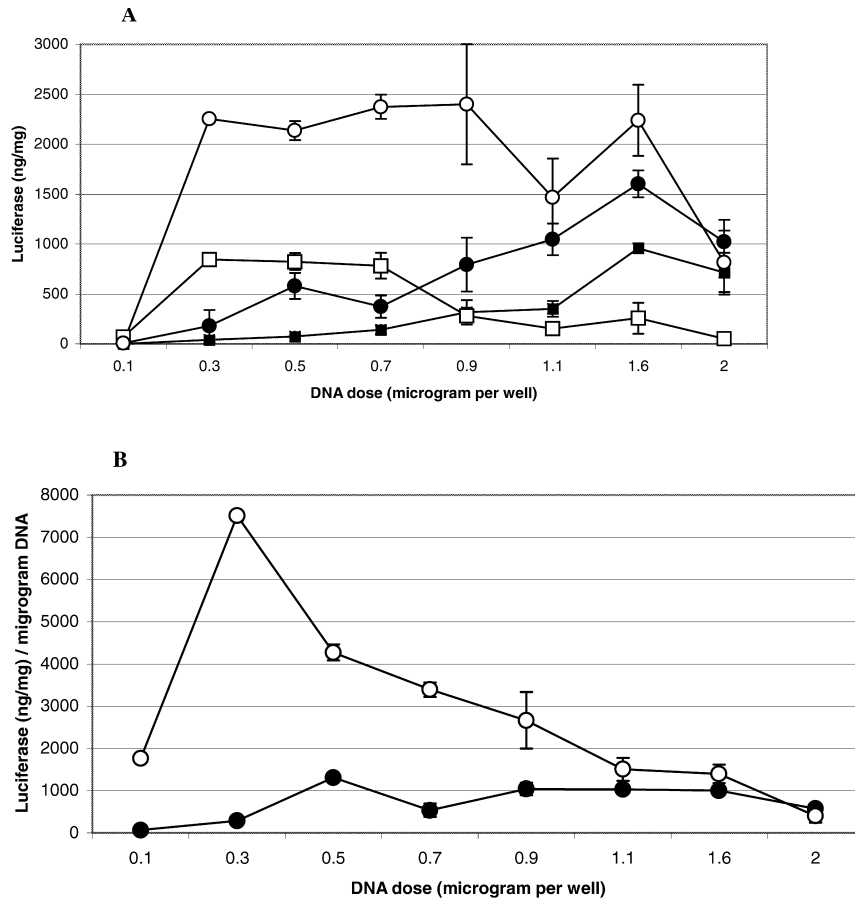 A
3000
2500
2000
1500
1000
500
0
Luciferase (ng/mg)
0.1 0.3 0.5 0.7 0.9 1.1 1.6 2
DNA dose (microgram per well)
B
8000
7000
6000
5000
4000
3000
2000
1000
0
Luciferase (ng/mg) / migrogram DNA
0.1 0.3 0.5 0.7 0.9 1.1 1.6 2
DNA dose (microgram per well)